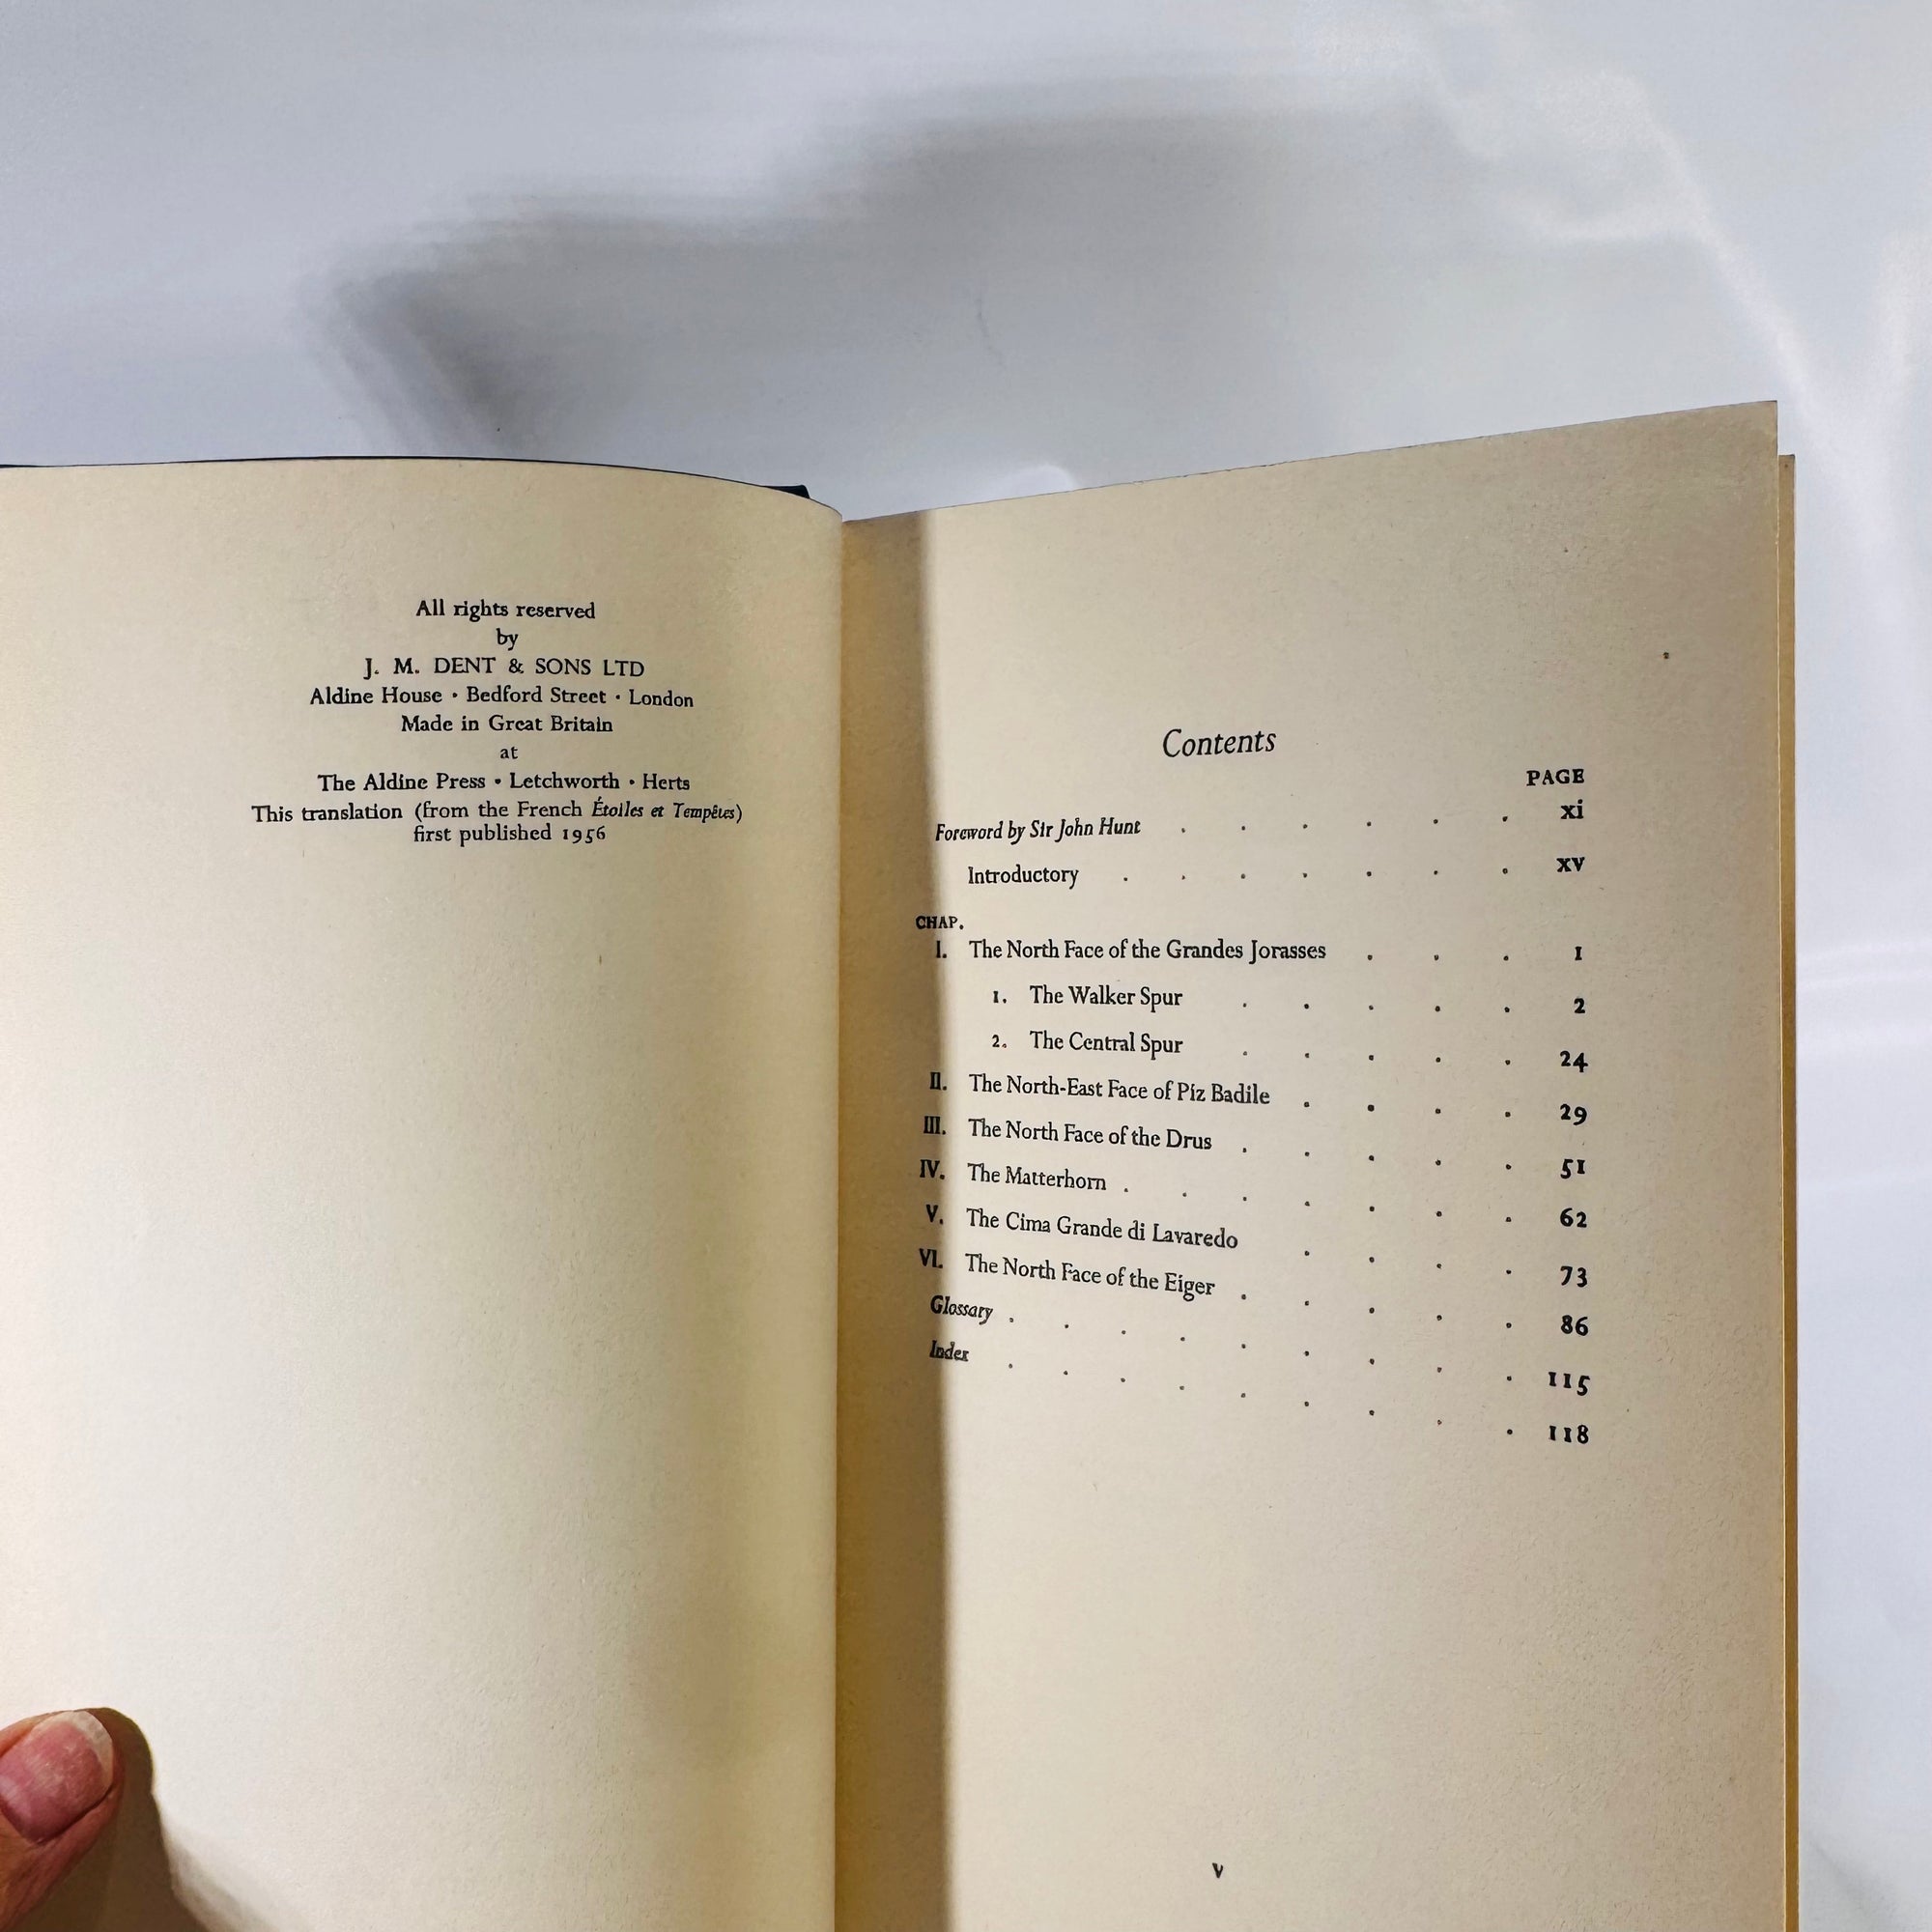 All rights reserved
by
J. M. DENT & SONS LTD
Aldine House • Bedford Street • London
Made in Great Britain
at
The Aldine Press • Letchworth • Herts
This translation (from the French Étoiles et Tempêtes)
first published 1956
Contents
PAGE
Foreword by Sir John Hunt . . . . . . xi
Introductory . . . . . . . xv
CHAP.
I. The North Face of the Grandes Jorasses . . . 1
1. The Walker Spur . . . . . 2
2. The Central Spur . . . . . 24
II. The North-East Face of Piz Badile . . . . 29
III. The North Face of the Drus . . . . . 51
IV. The Matterhorn . . . . . . . 62
V. The Cima Grande di Lavaredo . . . . 73
VI. The North Face of the Eiger . . . . . 86
Glossary . . . . . . . . . 115
Index . . . . . . . . . 118
v